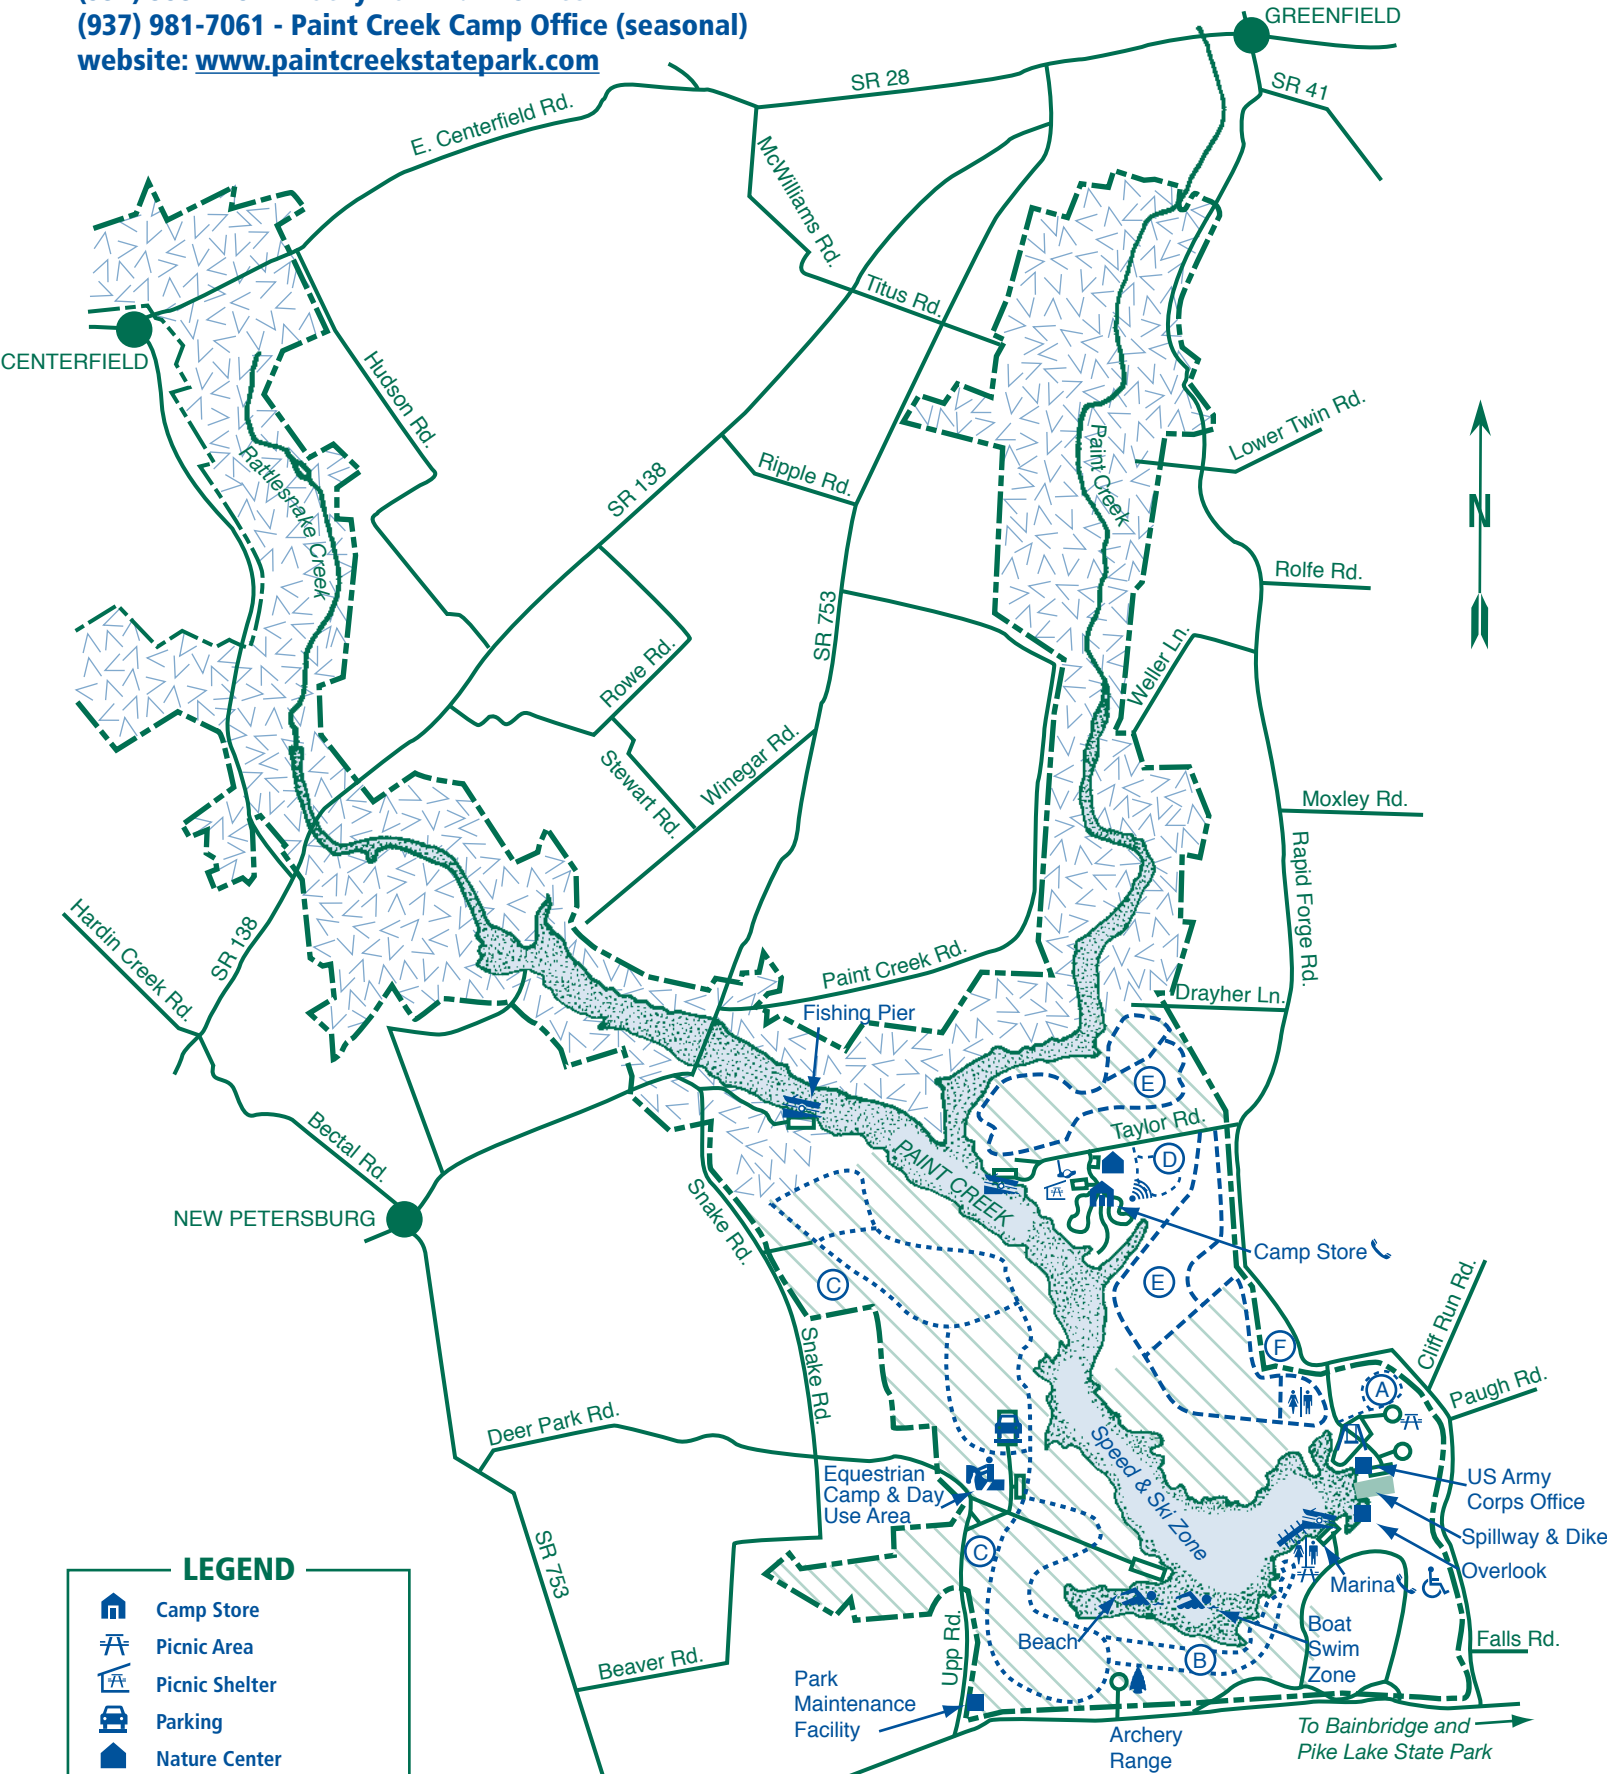 (937) 981-7061 - Paint Creek Camp Office (seasonal)
website: www.paintcreekstatepark.com
GREENFIELD
SR 28
SR 41
E. Centerfield Rd.
McWilliams Rd.
Titus Rd.
CENTERFIELD
Hudson Rd.
Rattlesnake Creek
Paint Creek
Lower Twin Rd.
SR 138
Ripple Rd.
N
Rolfe Rd.
SR 753
Rowe Rd.
Weller Ln.
Stewart Rd.
Winegar Rd.
Moxley Rd.
Rapid Forge Rd.
Hardin Creek Rd.
SR 138
Paint Creek Rd.
Drayher Ln.
Fishing Pier
E
Taylor Rd.
Bectal Rd.
PAINT CREEK
D
NEW PETERSBURG
Snake Rd.
Camp Store
C
E
Cliff Run Rd.
Snake Rd.
F
A
Paugh Rd.
Deer Park Rd.
Speed & Ski Zone
Equestrian
Camp & Day
Use Area
US Army
Corps Office
Spillway & Dike
Overlook
C
SR 753
Marina
Beach
Boat
Swim
Zone
Falls Rd.
B
Upp Rd.
Beaver Rd.
Park
Maintenance
Facility
Archery
Range
To Bainbridge and
Pike Lake State Park
LEGEND
Camp Store
Picnic Area
Picnic Shelter
Parking
Nature Center